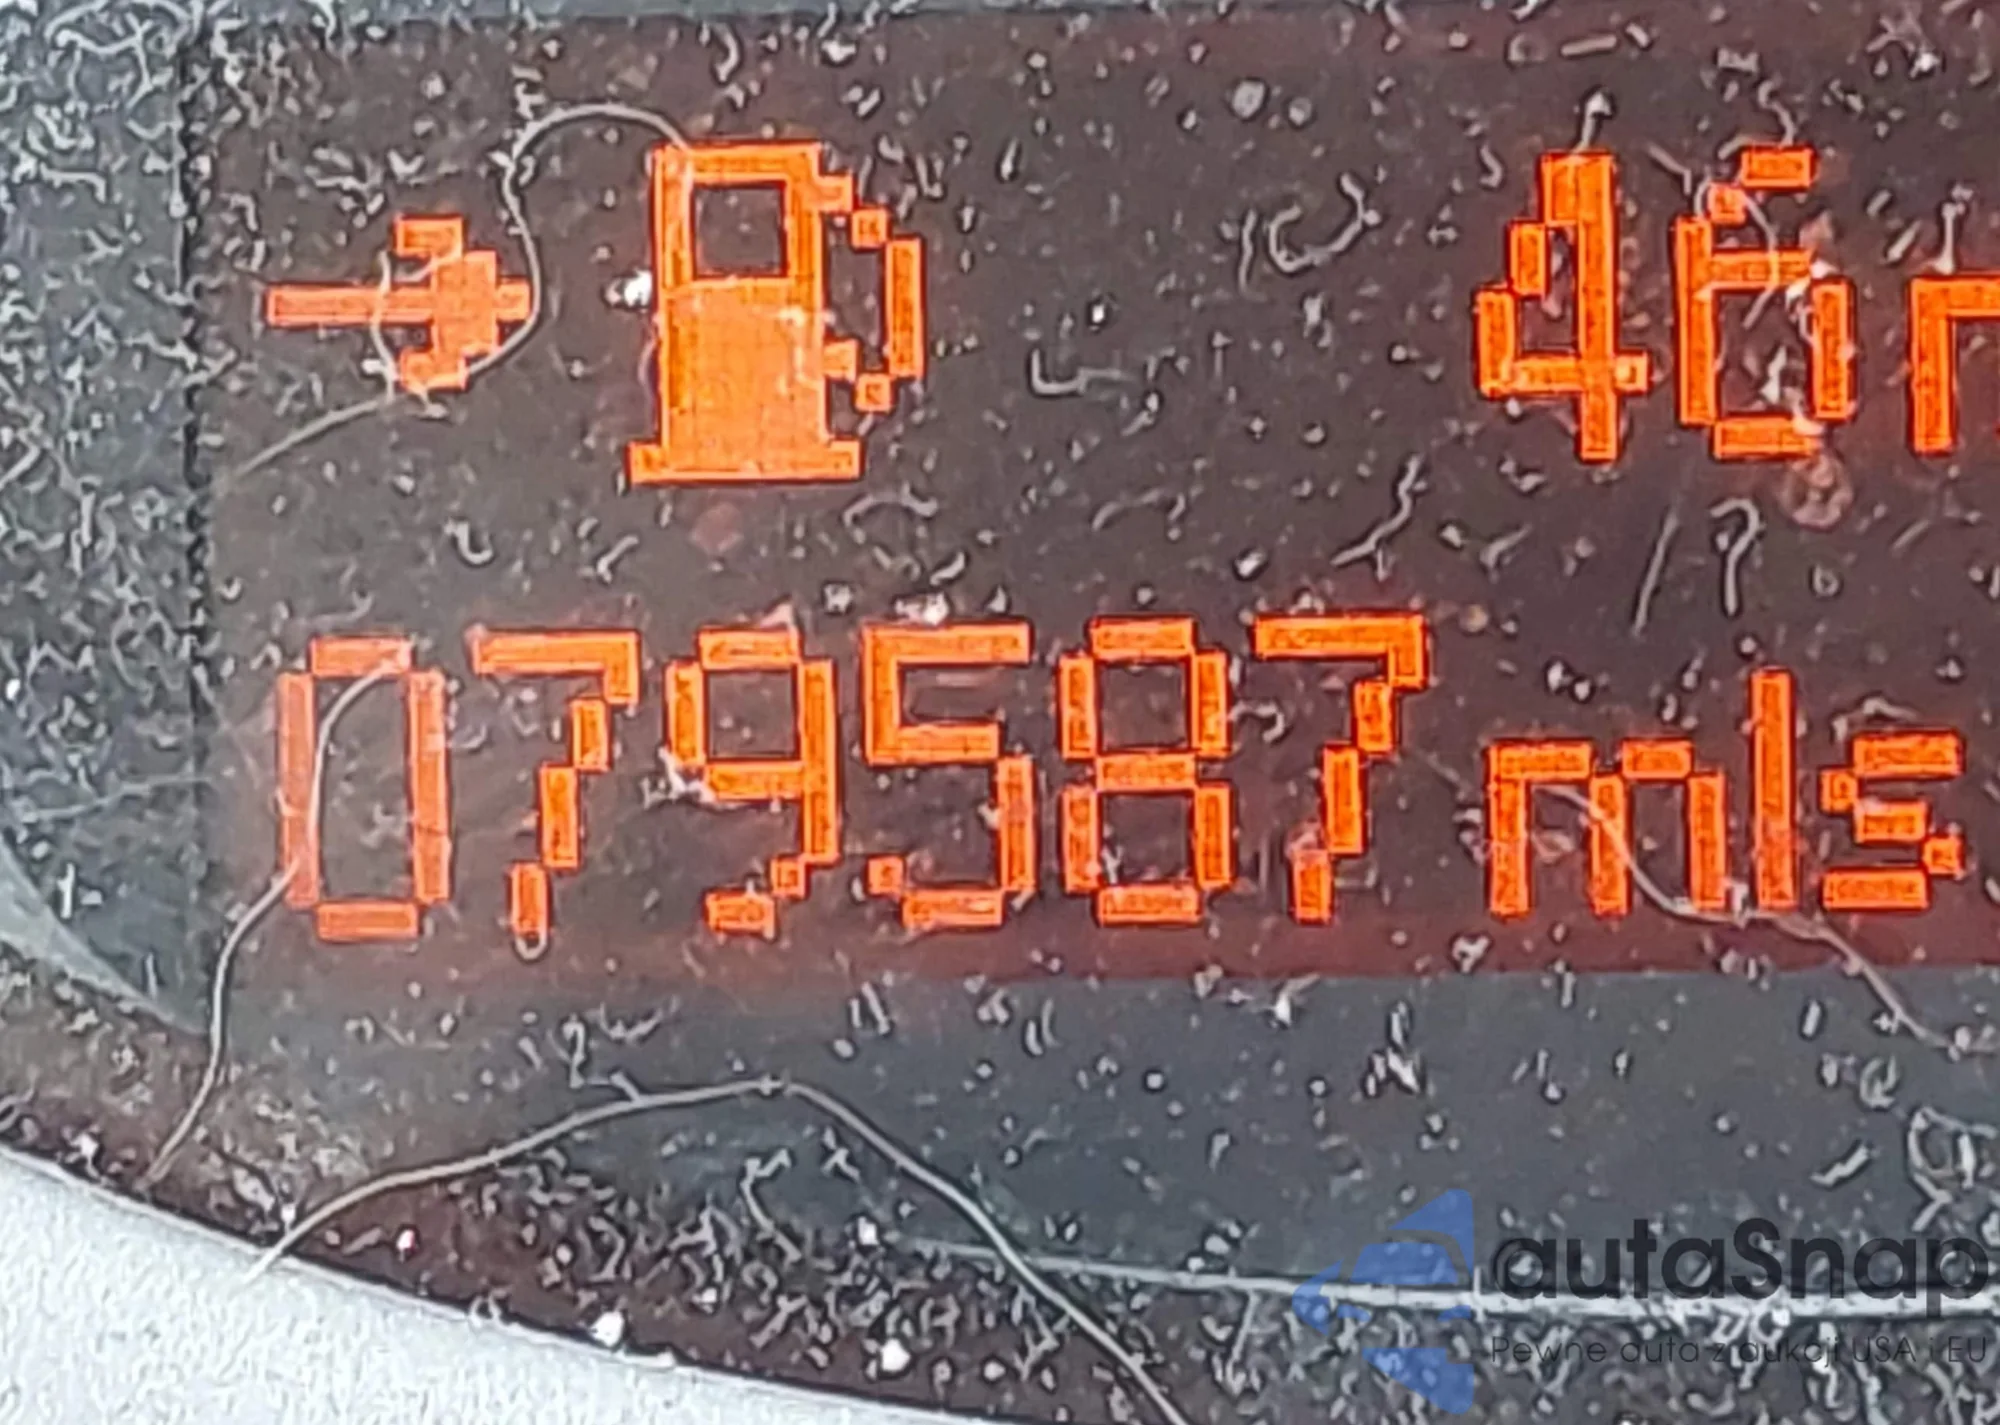 46
079587 mls
autaSnap
Pewne auta z aukcji USA i EU